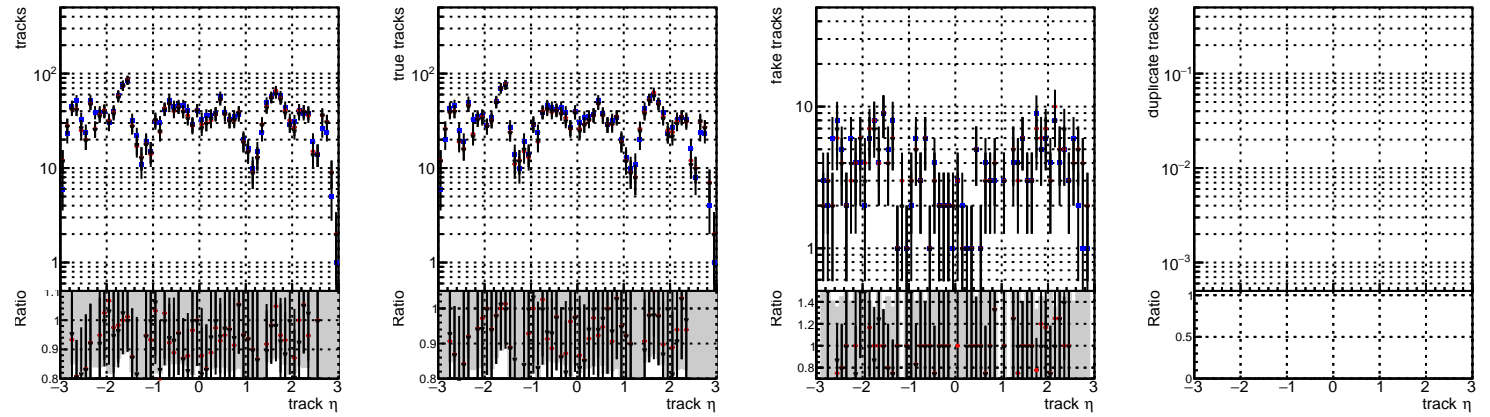 tracks
10²
10
1
Ratio
1.1
1
0.9
0.8
−3 −2 −1 0 1 2 3
track η
true tracks
10²
10
1
Ratio
1
0.9
0.8
−3 −2 −1 0 1 2 3
track η
fake tracks
10
1
Ratio
1.4
1.2
1.0
0.8
−3 −2 −1 0 1 2 3
track η
duplicate tracks
10⁻¹
10⁻²
10⁻³
Ratio
1
0.5
0
−3 −2 −1 0 1 2 3
track η